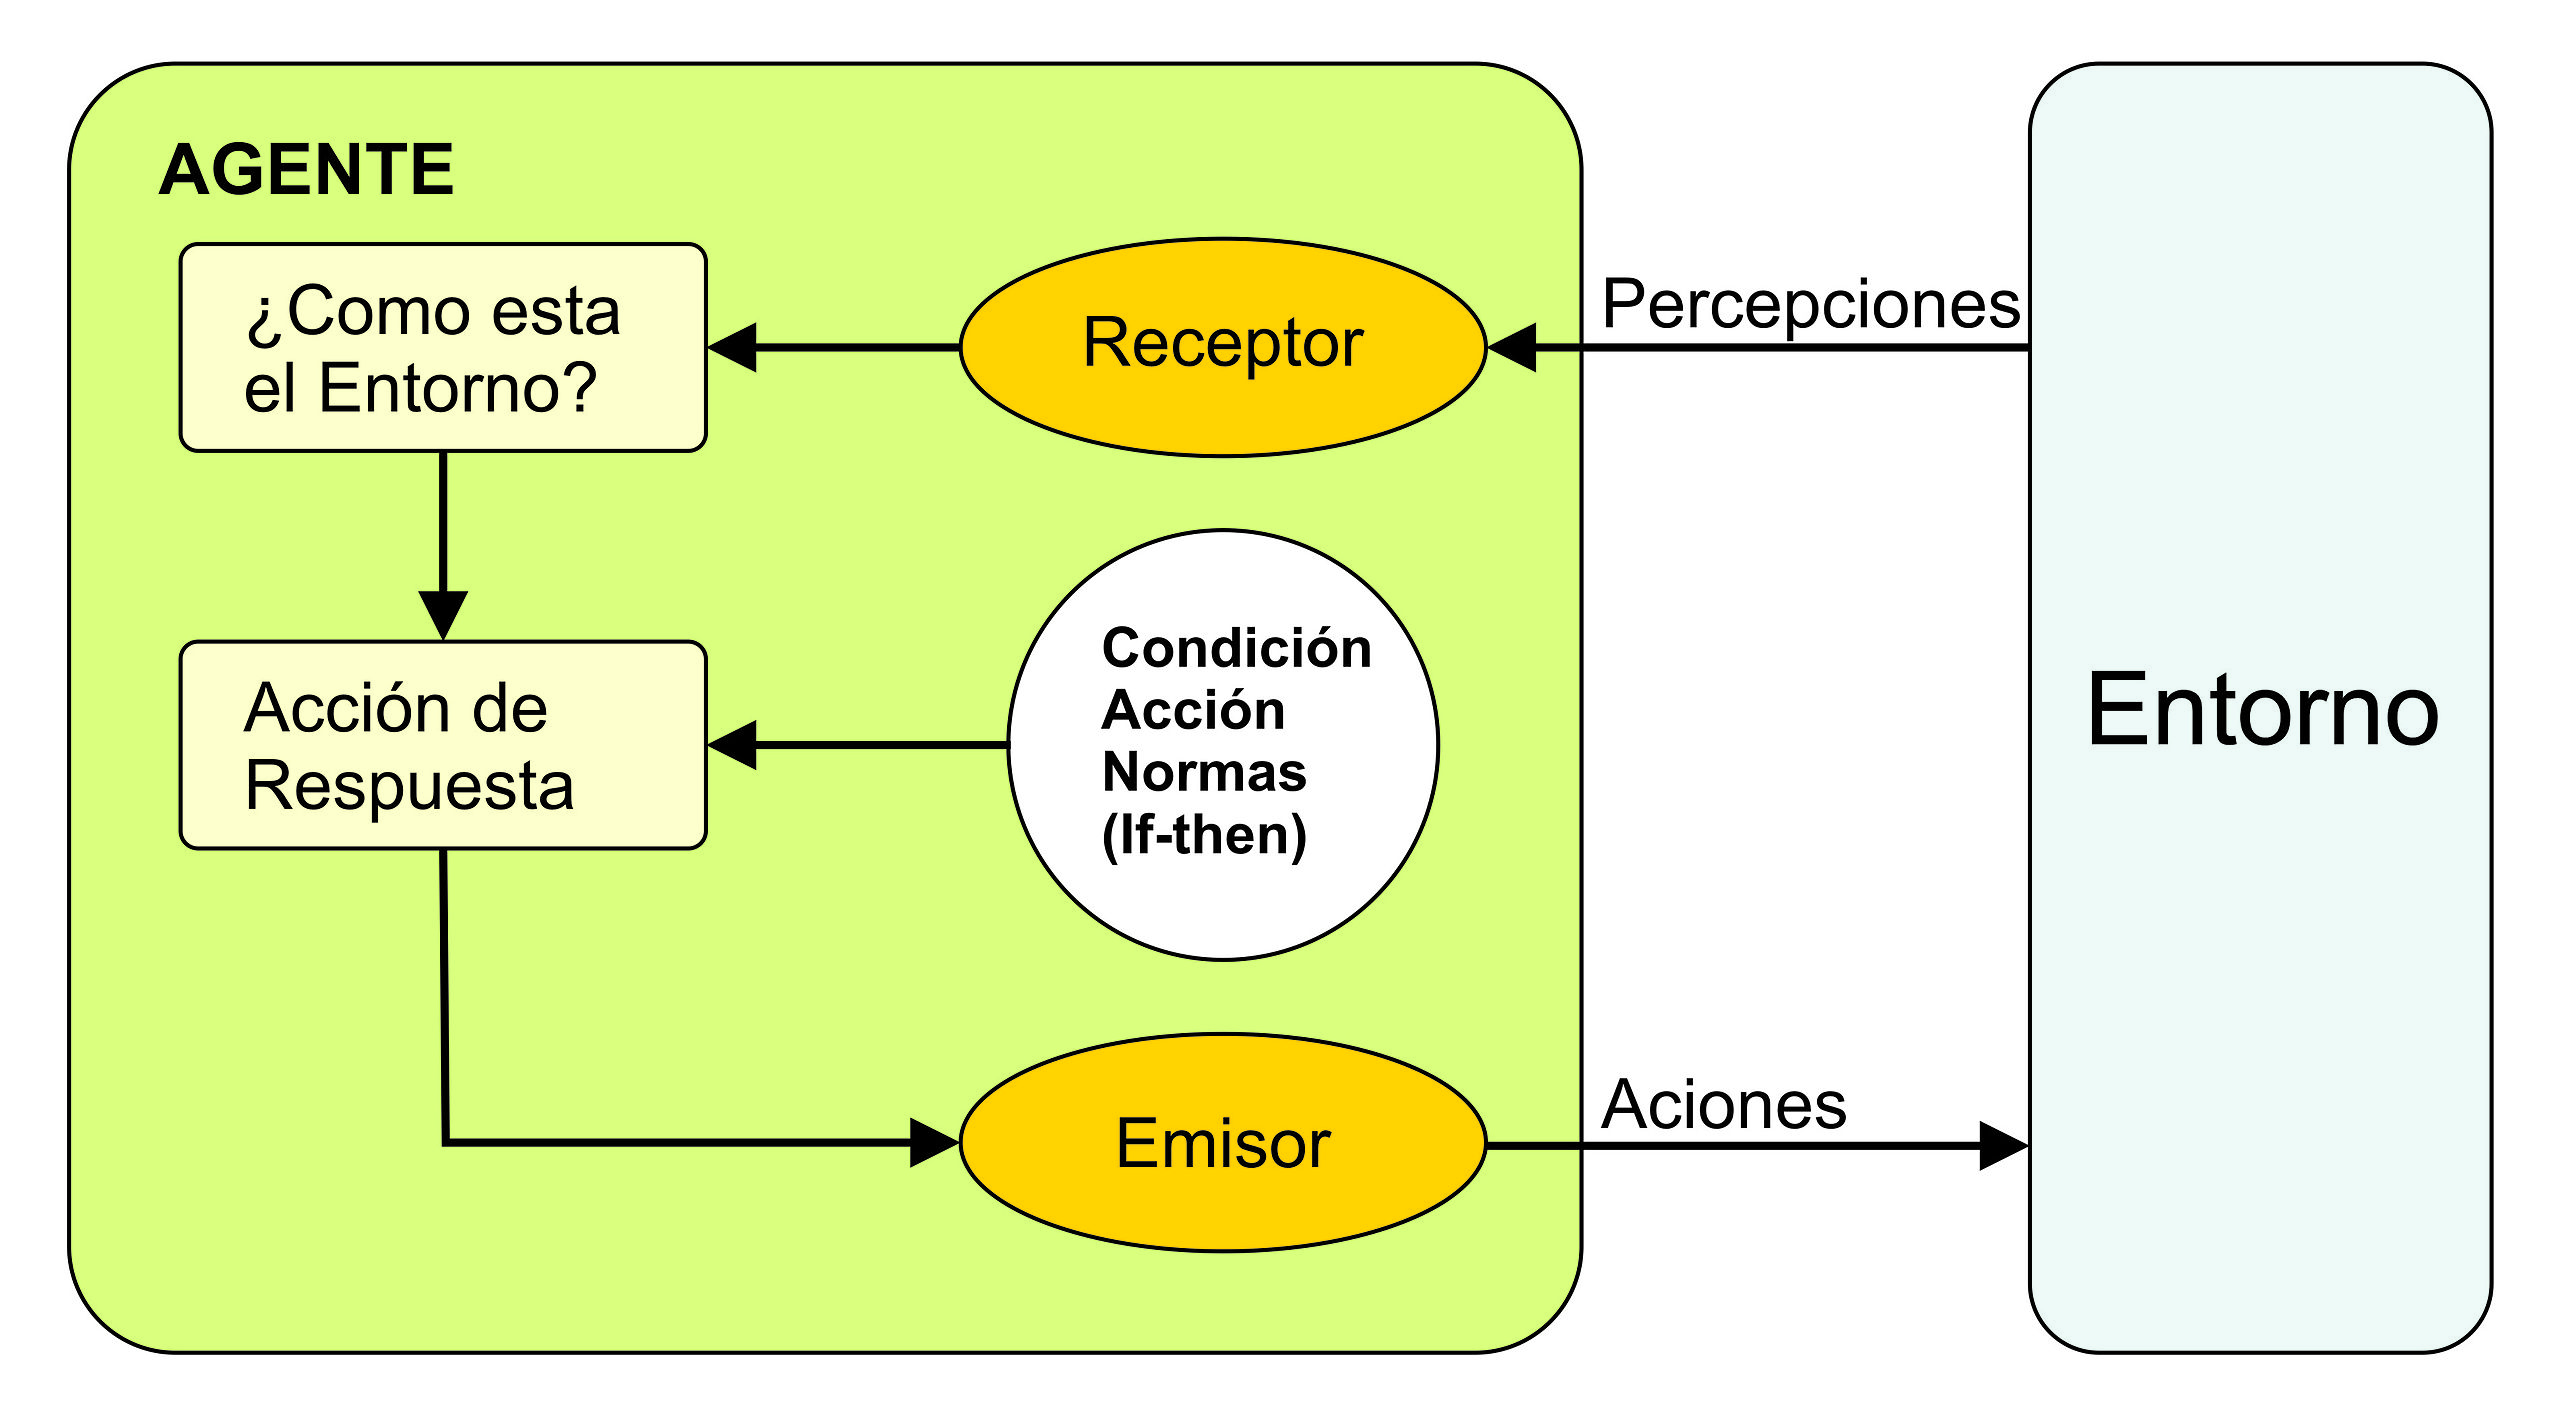 AGENTE
¿Como esta
el Entorno?
Receptor
Percepciones
Acción de
Respuesta
Condición
Acción
Normas
(If-then)
Entorno
Emisor
Aciones